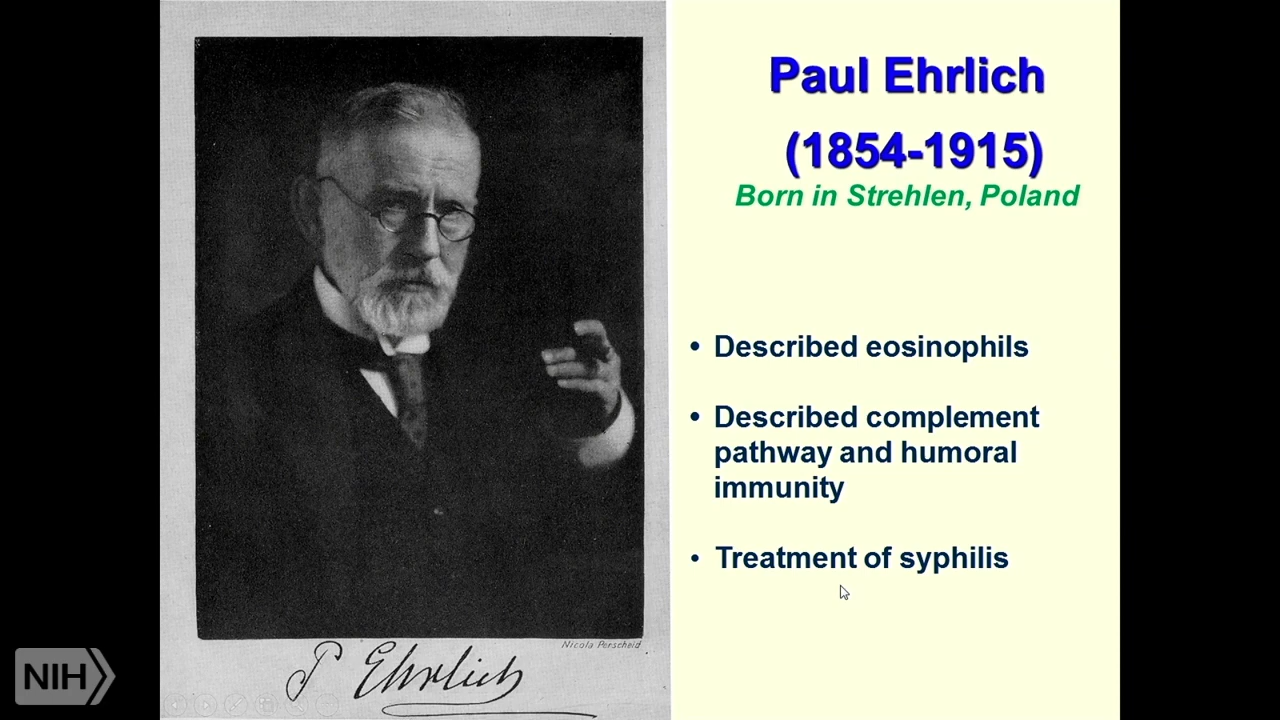 Paul Ehrlich
(1854-1915)
Born in Strehlen, Poland
• Described eosinophils
• Described complement
pathway and humoral
immunity
• Treatment of syphilis
Nicola Perscheid
P Ehrlich
NIH